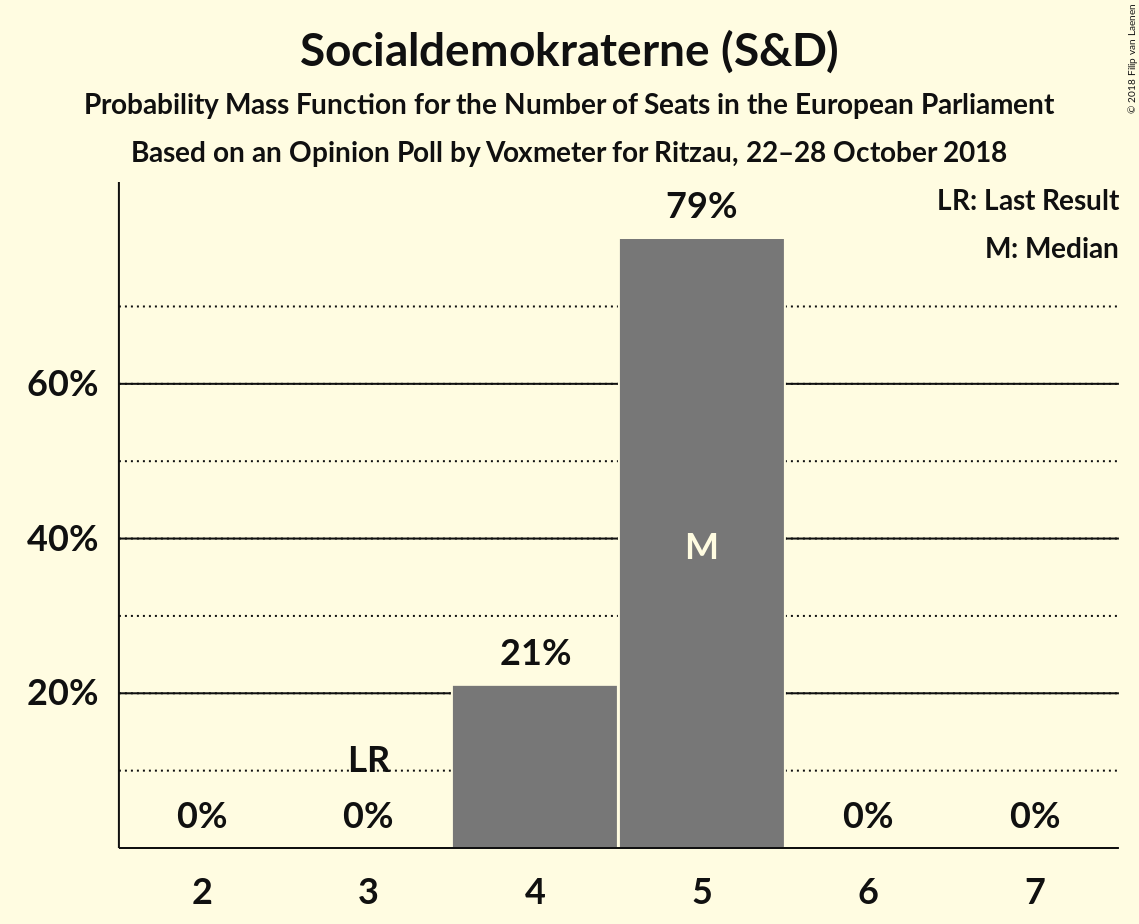 Socialdemokraterne (S&D)
Probability Mass Function for the Number of Seats in the European Parliament
Based on an Opinion Poll by Voxmeter for Ritzau, 22–28 October 2018
© 2018 Filip van Laenen
LR: Last Result
M: Median
79%
60%
40%
M
21%
20%
LR
0%
0%
0%
0%
2
3
4
5
6
7